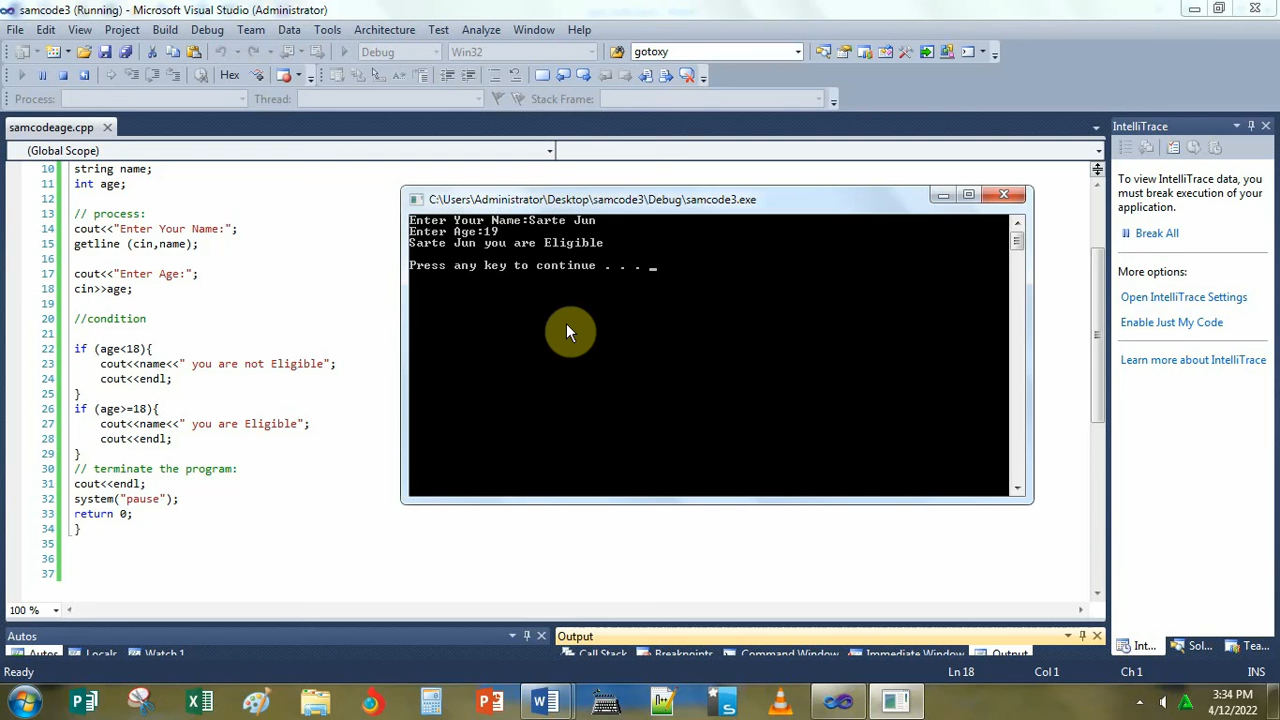 samcode3 (Running) - Microsoft Visual Studio (Administrator)
File Edit View Project Build Debug Team Data Tools Architecture Test Analyze Window Help
Debug Win32 gotoxy
Hex
Process: Thread: Stack Frame:
samcodeage.cpp
(Global Scope)
10 string name;
11 int age;
12
13 // process:
14 cout<<"Enter Your Name:";
15 getline (cin,name);
16
17 cout<<"Enter Age:";
18 cin>>age;
19
20 //condition
21
22 if (age<18){
23 cout<<name<<" you are not Eligible";
24 cout<<endl;
25 }
26 if (age>=18){
27 cout<<name<<" you are Eligible";
28 cout<<endl;
29 }
30 // terminate the program:
31 cout<<endl;
32 system("pause");
33 return 0;
34 }
35
36
37
100 %
C:\Users\Administrator\Desktop\samcode3\Debug\samcode3.exe
Enter Your Name:Sarte Jun
Enter Age:19
Sarte Jun you are Eligible
Press any key to continue . . . _
IntelliTrace
To view IntelliTrace data, you must break execution of your application.
Break All
More options:
Open IntelliTrace Settings
Enable Just My Code
Learn more about IntelliTrace
Autos
Output
Autos Locals Watch 1
Call Stack Breakpoints Command Window Immediate Window Output
Int... Sol... Tea...
Ready Ln 18 Col 1 Ch 1 INS
3:34 PM
4/12/2022